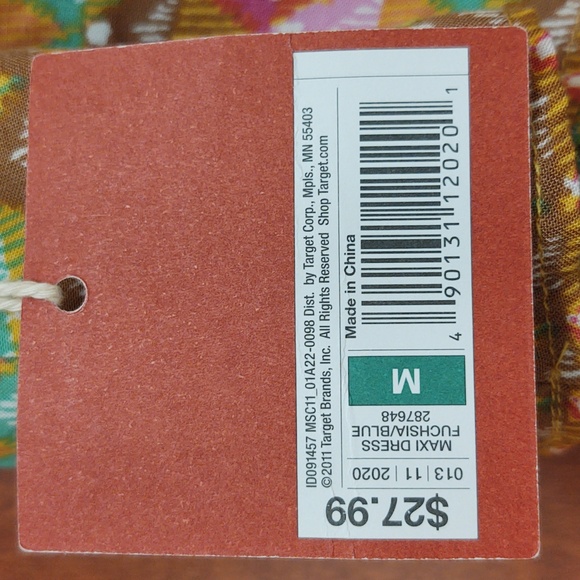 ID091457 MSC11_01A22-0098 Dist. by Target Corp., Mpls., MN 55403
©2011 Target Brands, Inc. All Rights Reserved Shop Target.com
Made in China
4 90131 12020 1
M
MAXI DRESS
FUCHSIA/BLUE
287648
013 | 11 | 2020
$27.99